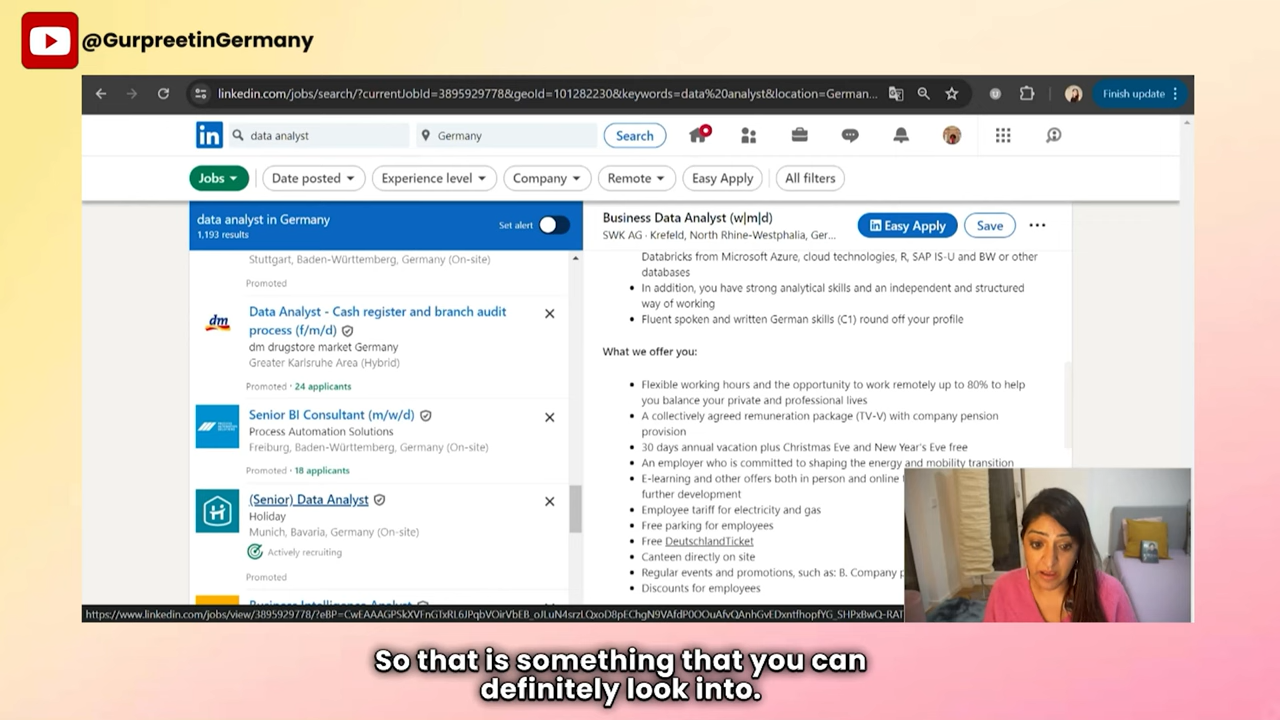 @GurpreetinGermany
linkedin.com/jobs/search/?currentJobId=3895929778&geoId=101282230&keywords=data%20analyst&location=German...
Finish update
in
data analyst
Germany
Search
Jobs
Date posted
Experience level
Company
Remote
Easy Apply
All filters
data analyst in Germany
1,193 results
Set alert
Stuttgart, Baden-Württemberg, Germany (On-site)
Promoted
dm
Data Analyst - Cash register and branch audit
process (f/m/d)
dm drugstore market Germany
Greater Karlsruhe Area (Hybrid)
Promoted · 24 applicants
Senior BI Consultant (m/w/d)
Process Automation Solutions
Freiburg, Baden-Württemberg, Germany (On-site)
Promoted · 18 applicants
(Senior) Data Analyst
Holiday
Munich, Bavaria, Germany (On-site)
Actively recruiting
Promoted
Business Intelligence Analyst
Business Data Analyst (w|m|d)
SWK AG · Krefeld, North Rhine-Westphalia, Ger...
in Easy Apply
Save
Databricks from Microsoft Azure, cloud technologies, R, SAP IS-U and BW or other
databases
In addition, you have strong analytical skills and an independent and structured
way of working
Fluent spoken and written German skills (C1) round off your profile
What we offer you:
Flexible working hours and the opportunity to work remotely up to 80% to help
you balance your private and professional lives
A collectively agreed remuneration package (TV-V) with company pension
provision
30 days annual vacation plus Christmas Eve and New Year's Eve free
An employer who is committed to shaping the energy and mobility transition
E-learning and other offers both in person and online
further development
Employee tariff for electricity and gas
Free parking for employees
Free DeutschlandTicket
Canteen directly on site
Regular events and promotions, such as: B. Company
Discounts for employees
So that is something that you can
definitely look into.